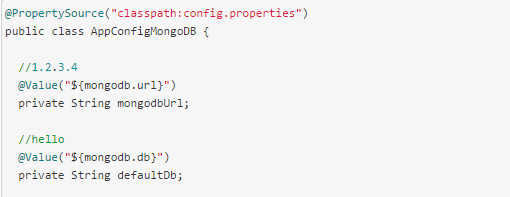 @PropertySource("classpath:config.properties")
public class AppConfigMongoDB {
//1.2.3.4
@Value("${mongodb.url}")
private String mongodbUrl;
//hello
@Value("${mongodb.db}")
private String defaultDb;